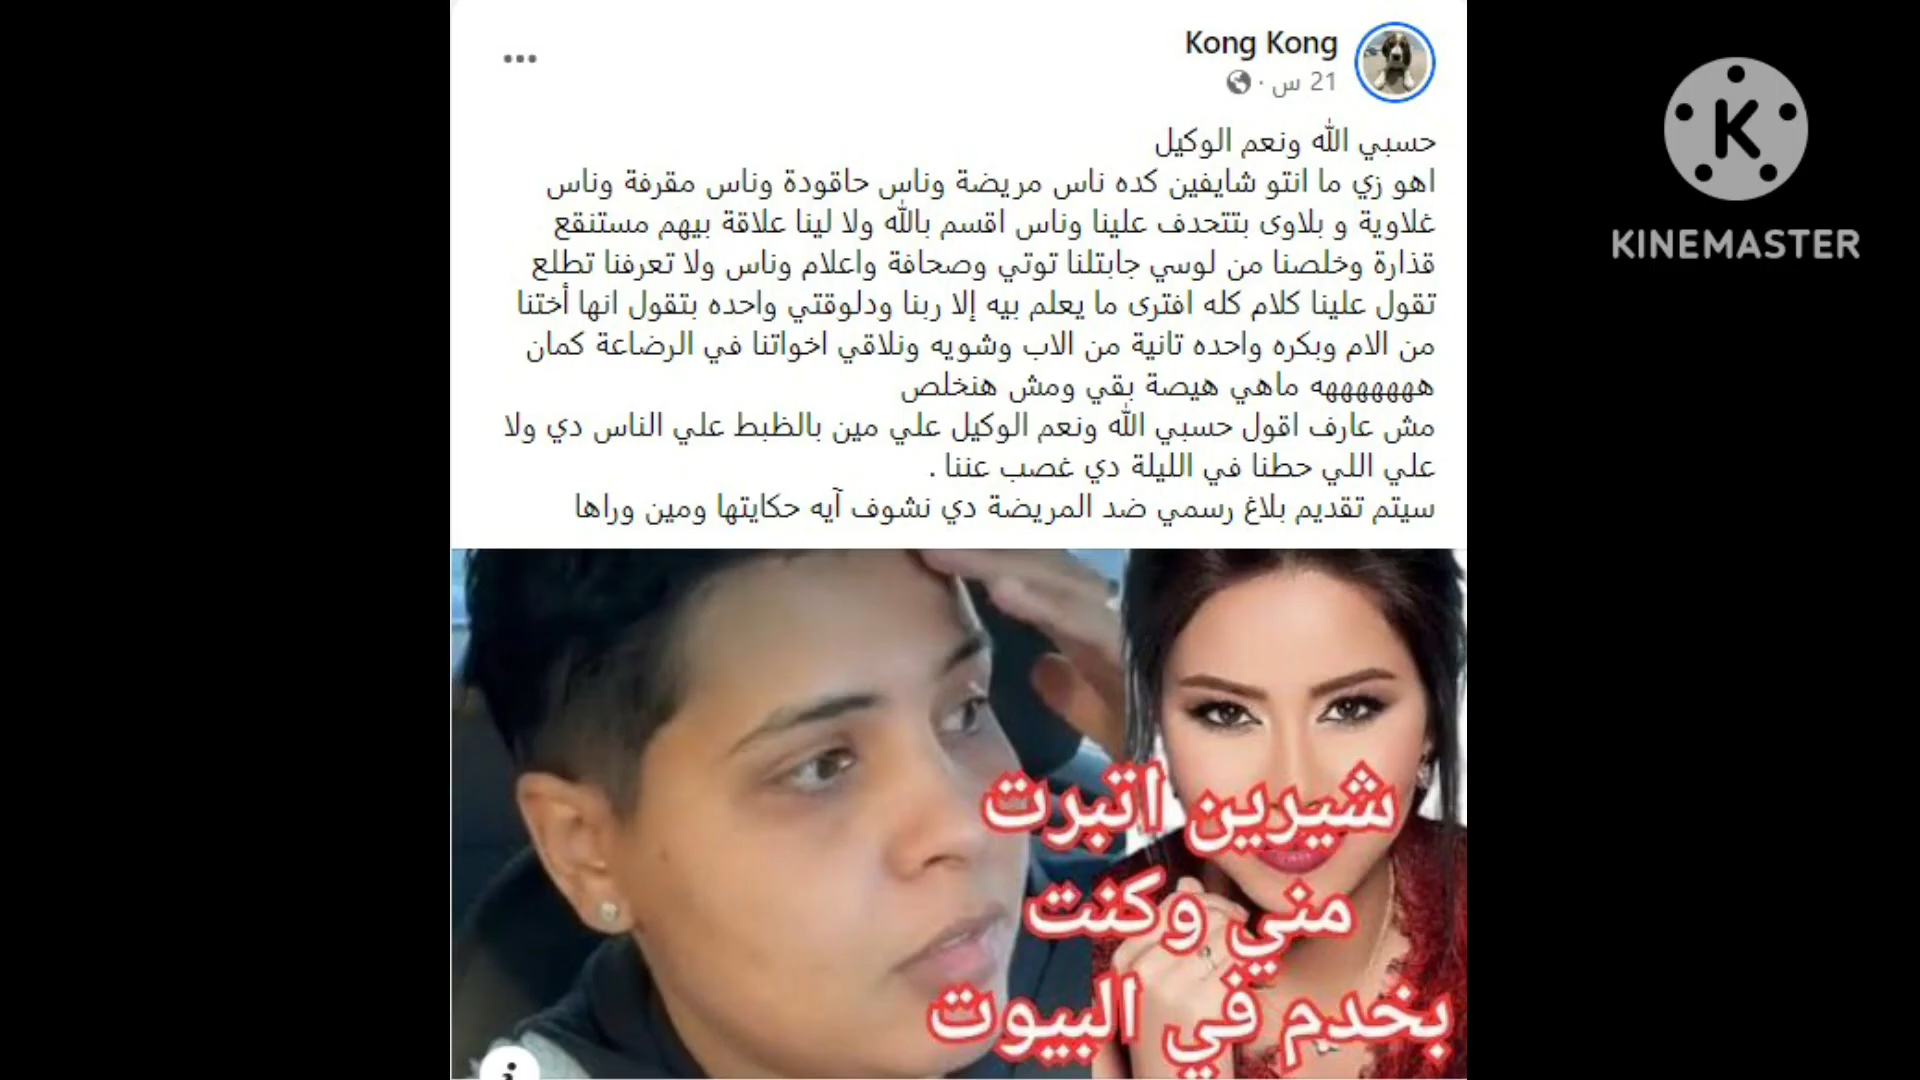 Kong Kong
21 س ·
حسبي الله ونعم الوكيل
اهو زي ما انتو شايفين كده ناس مريضة وناس حاقودة وناس مقرفة وناس
غلاوية و بلاوى بتتحدف علينا وناس اقسم بالله ولا لينا علاقة بيهم مستنقع
قذارة وخلصنا من لوسي جابتلنا توتي وصحافة واعلام وناس ولا تعرفنا تطلع
تقول علينا كلام كله افترى ما يعلم بيه إلا ربنا ودلوقتي واحده بتقول انها أختنا
من الام وبكره واحده تانية من الاب وشويه ونلاقي اخواتنا في الرضاعة كمان
هههههههه ماهي هيصة بقي ومش هنخلص
مش عارف اقول حسبي الله ونعم الوكيل علي مين بالظبط علي الناس دي ولا
علي اللي حطنا في الليلة دي غصب عننا .
سيتم تقديم بلاغ رسمي ضد المريضة دي نشوف آيه حكايتها ومين وراها
شيرين اتبرت
مني وكنت
بخدم في البيوت
K
KINEMASTER